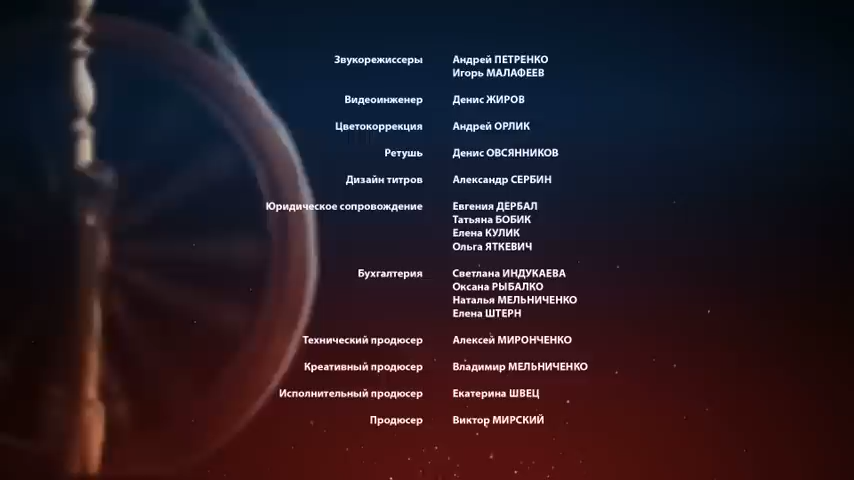 Звукорежиссеры Андрей ПЕТРЕНКО
Игорь МАЛАФЕЕВ
Видеоинженер Денис ЖИРОВ
Цветокоррекция Андрей ОРЛИК
Ретушь Денис ОВСЯННИКОВ
Дизайн титров Александр СЕРБИН
Юридическое сопровождение Евгения ДЕРБАЛ
Татьяна БОБИК
Елена КУЛИК
Ольга ЯТКЕВИЧ
Бухгалтерия Светлана ИНДУКАЕВА
Оксана РЫБАЛКО
Наталья МЕЛЬНИЧЕНКО
Елена ШТЕРН
Технический продюсер Алексей МИРОНЧЕНКО
Креативный продюсер Владимир МЕЛЬНИЧЕНКО
Исполнительный продюсер Екатерина ШВЕЦ
Продюсер Виктор МИРСКИЙ